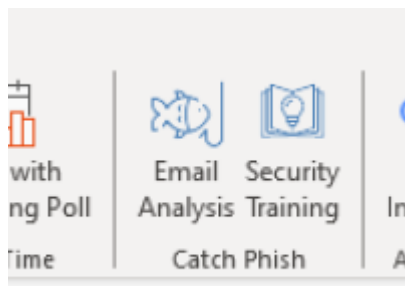 with Email Security
ng Poll Analysis Training In
Time Catch Phish A